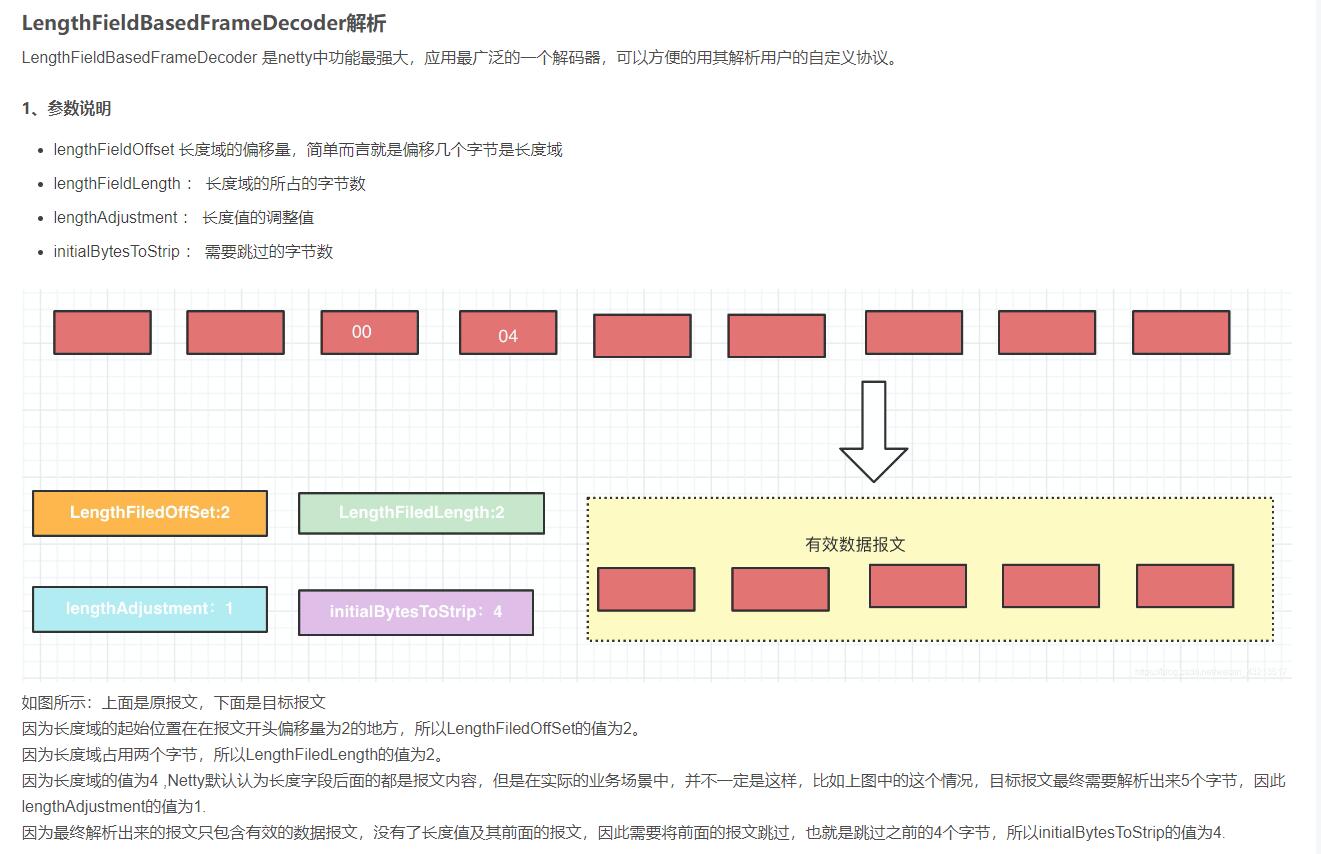 LengthFieldBasedFrameDecoder解析
LengthFieldBasedFrameDecoder 是netty中功能最强大，应用最广泛的一个解码器，可以方便的用其解析用户的自定义协议。
1、参数说明
lengthFieldOffset 长度域的偏移量，简单而言就是偏移几个字节是长度域
lengthFieldLength ： 长度域的所占的字节数
lengthAdjustment ： 长度值的调整值
initialBytesToStrip ： 需要跳过的字节数
00
04
LengthFiledOffSet:2
LengthFiledLength:2
有效数据报文
lengthAdjustment：1
initialBytesToStrip：4
如图所示：上面是原报文，下面是目标报文
因为长度域的起始位置在在报文开头偏移量为2的地方，所以LengthFiledOffSet的值为2。
因为长度域占用两个字节，所以LengthFiledLength的值为2。
因为长度域的值为4 ,Netty默认认为长度字段后面的都是报文内容，但是在实际的业务场景中，并不一定是这样，比如上图中的这个情况，目标报文最终需要解析出来5个字节，因此
lengthAdjustment的值为1.
因为最终解析出来的报文只包含有效的数据报文，没有了长度值及其前面的报文，因此需要将前面的报文跳过，也就是跳过之前的4个字节，所以initialBytesToStrip的值为4.